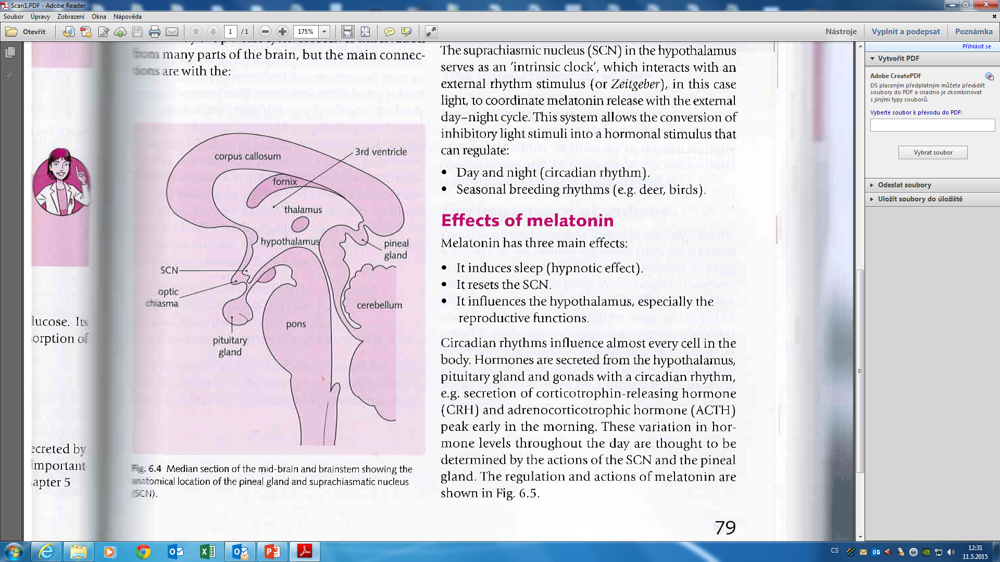 Scan1.PDF - Adobe Reader
Soubor Úpravy Zobrazení Okna Nápověda
Otevřít 1 / 1 175% Nástroje Vyplnit a podepsat Poznámka
lucose. Its
orption of
ecreted by
important
apter 5
from many parts of the brain, but the main connec-
tions are with the:
corpus callosum
3rd ventricle
fornix
thalamus
hypothalamus
pineal
gland
SCN
optic
chiasma
cerebellum
pons
pituitary
gland
Fig. 6.4 Median section of the mid-brain and brainstem showing the
anatomical location of the pineal gland and suprachiasmatic nucleus
(SCN).
The suprachiasmic nucleus (SCN) in the hypothalamus
serves as an ‘intrinsic clock’, which interacts with an
external rhythm stimulus (or Zeitgeber), in this case
light, to coordinate melatonin release with the external
day–night cycle. This system allows the conversion of
inhibitory light stimuli into a hormonal stimulus that
can regulate:
• Day and night (circadian rhythm).
• Seasonal breeding rhythms (e.g. deer, birds).
Effects of melatonin
Melatonin has three main effects:
• It induces sleep (hypnotic effect).
• It resets the SCN.
• It influences the hypothalamus, especially the
reproductive functions.
Circadian rhythms influence almost every cell in the
body. Hormones are secreted from the hypothalamus,
pituitary gland and gonads with a circadian rhythm,
e.g. secretion of corticotrophin-releasing hormone
(CRH) and adrenocorticotrophic hormone (ACTH)
peak early in the morning. These variation in hor-
mone levels throughout the day are thought to be
determined by the actions of the SCN and the pineal
gland. The regulation and actions of melatonin are
shown in Fig. 6.5.
79
Přihlásit se
Vytvořit PDF
Adobe CreatePDF
DS placeným předplatným můžete převádět
soubory do PDF a snadno je zkombinovat
s jinými typy souborů.
Vyberte soubor k převodu do PDF:
Vybrat soubor
Odeslat soubory
Uložit soubory do úložiště
CS
12:31
11.5.2015